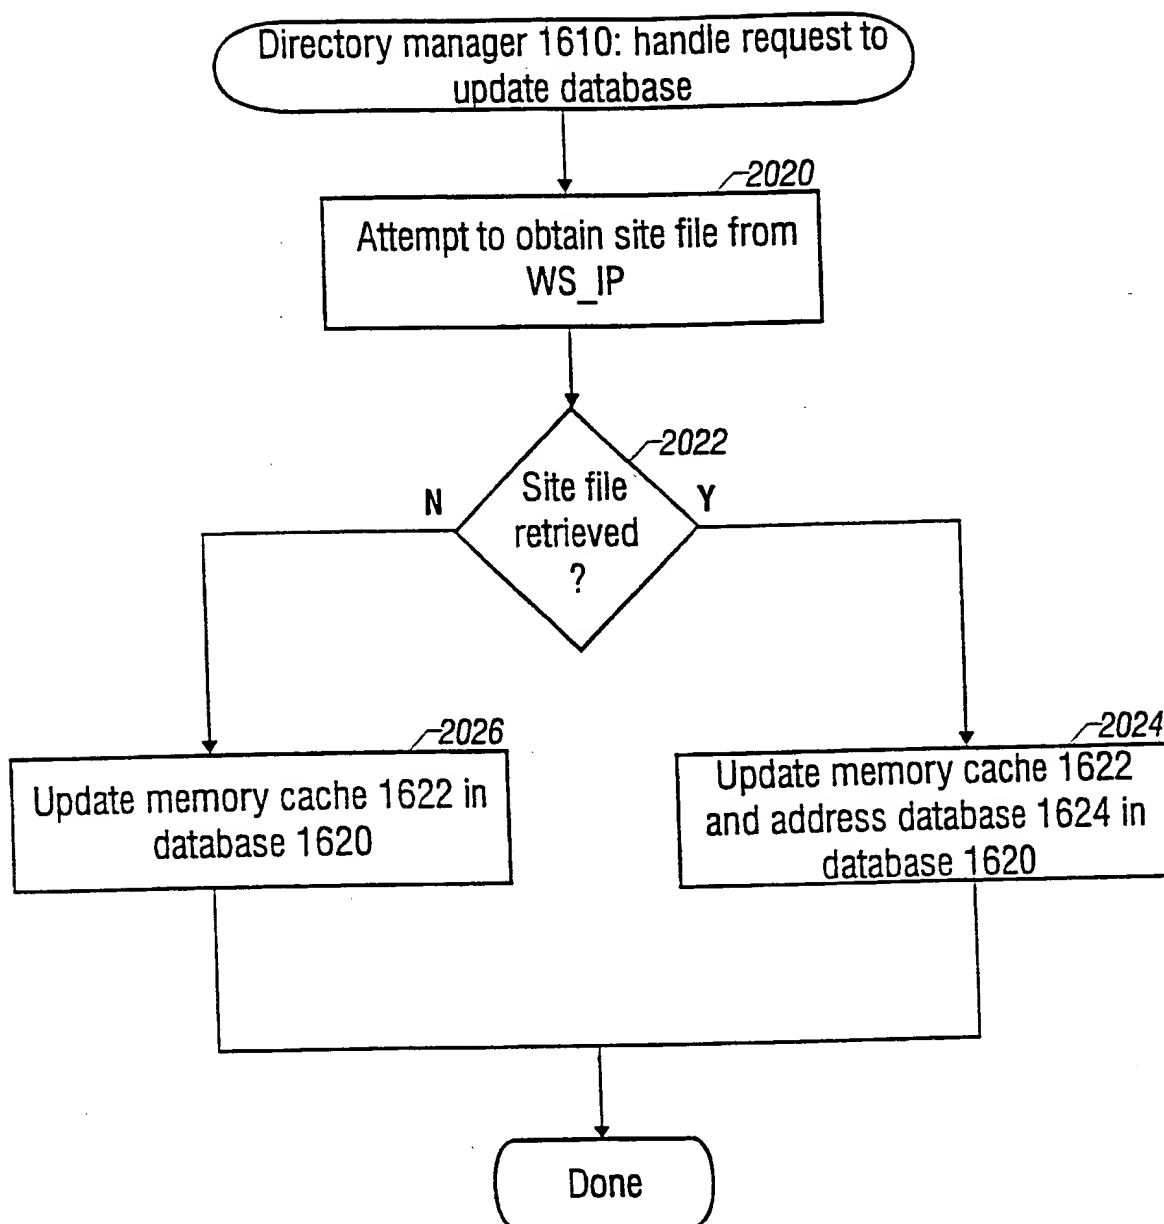 Directory manager 1610: handle request to
update database
2020
Attempt to obtain site file from
WS_IP
2022
N
Site file
retrieved
?
Y
2026
Update memory cache 1622 in
database 1620
2024
Update memory cache 1622
and address database 1624 in
database 1620
Done